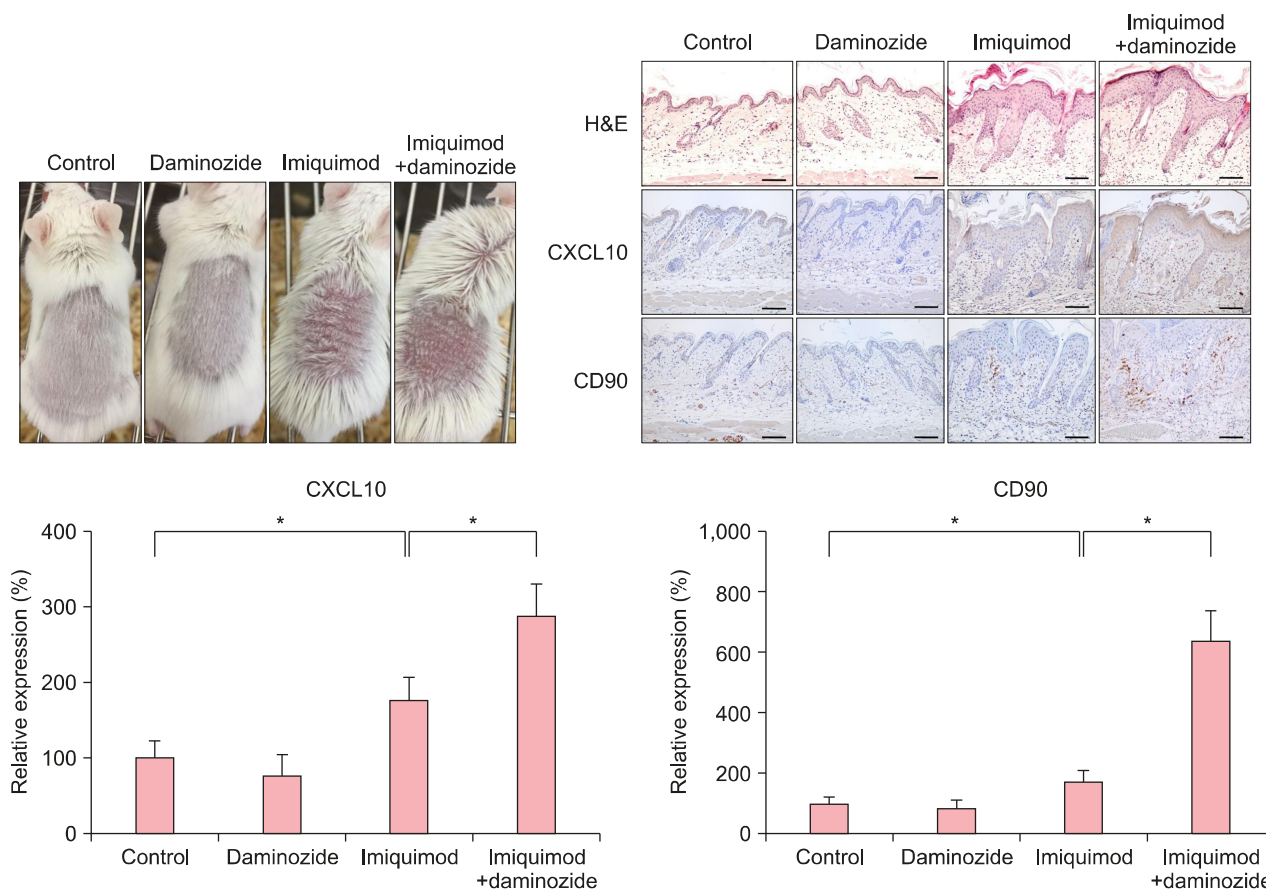 Control
Daminozide
Imiquimod
Imiquimod
+daminozide
Control
Daminozide
Imiquimod
Imiquimod
+daminozide
H&E
CXCL10
CD90
CXCL10
Relative expression (%)
400
300
200
100
0
*
*
Control
Daminozide
Imiquimod
Imiquimod
+daminozide
CD90
Relative expression (%)
1,000
800
600
400
200
0
*
*
Control
Daminozide
Imiquimod
Imiquimod
+daminozide